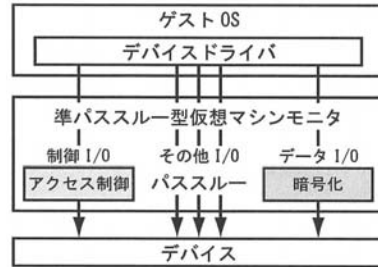 ゲスト OS
デバイスドライバ
準パススルー型仮想マシンモニタ
制御 I/O その他 I/O データ I/O
アクセス制御 パススルー 暗号化
デバイス